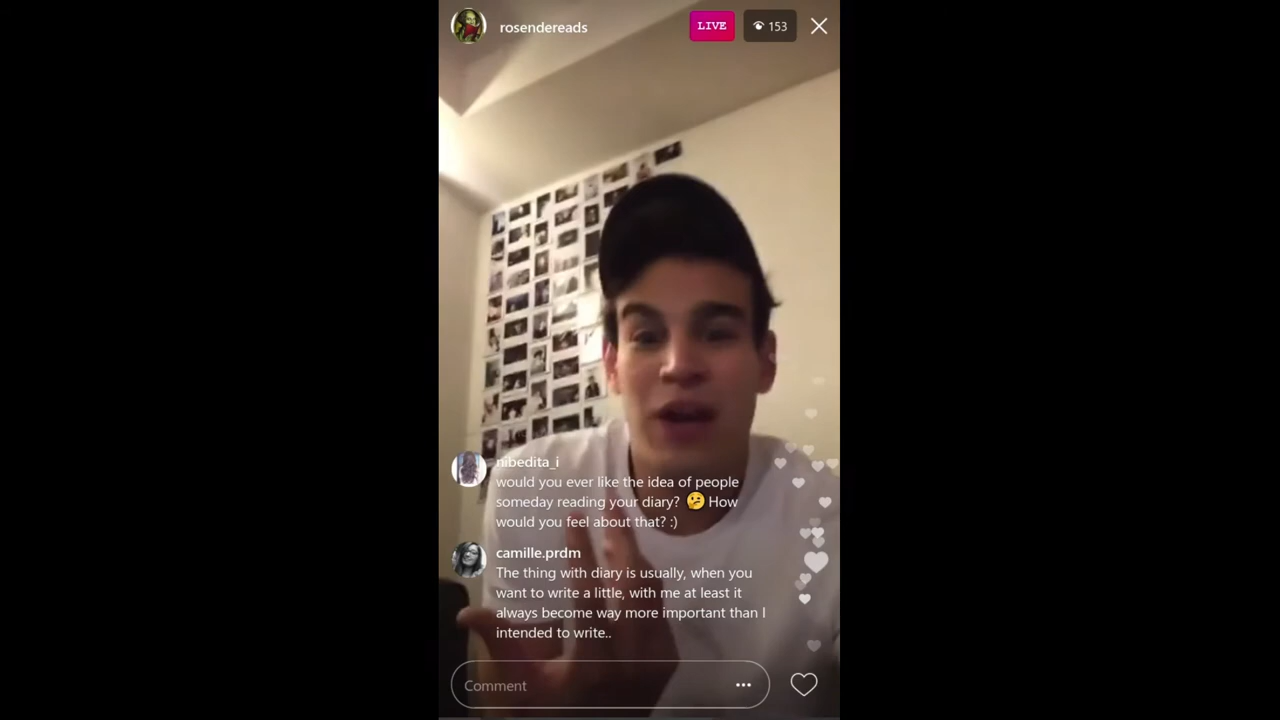 rosendereads
LIVE
153
nibedita_i
would you ever like the idea of people
someday reading your diary? 🤔 How
would you feel about that? :)
camille.prdm
The thing with diary is usually, when you
want to write a little, with me at least it
always become way more important than I
intended to write..
Comment